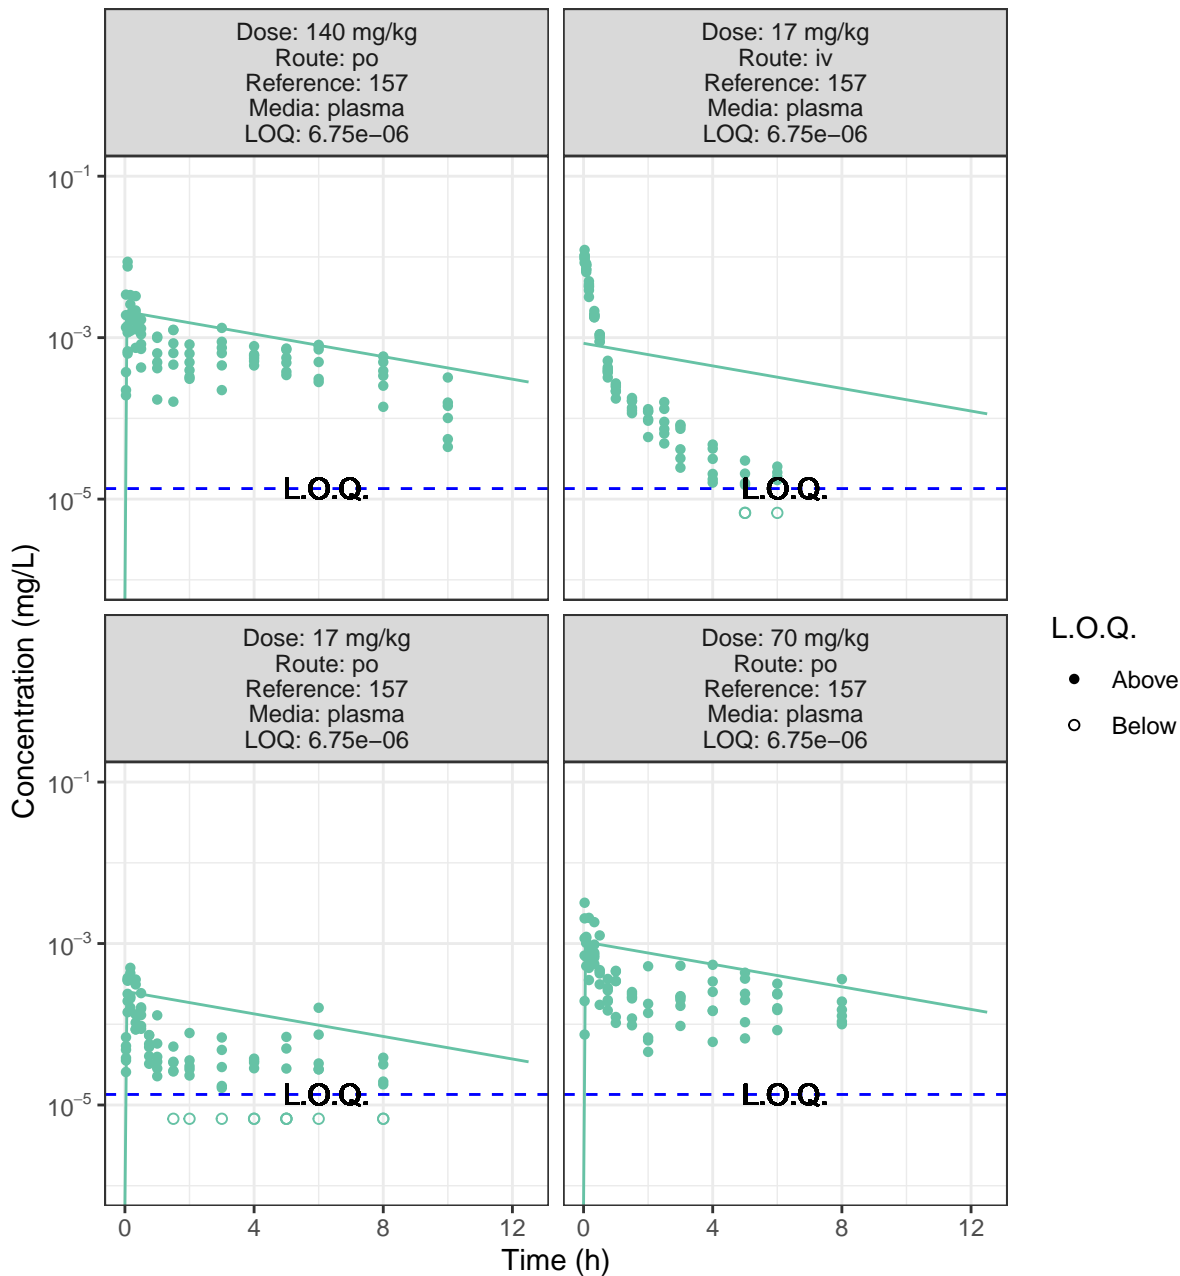 Dose: 140 mg/kg
Route: po
Reference: 157
Media: plasma
LOQ: 6.75e−06
Dose: 17 mg/kg
Route: iv
Reference: 157
Media: plasma
LOQ: 6.75e−06
10⁻¹
10⁻³
10⁻⁵
L.O.Q.
L.O.Q.
Dose: 17 mg/kg
Route: po
Reference: 157
Media: plasma
LOQ: 6.75e−06
Dose: 70 mg/kg
Route: po
Reference: 157
Media: plasma
LOQ: 6.75e−06
10⁻¹
10⁻³
10⁻⁵
L.O.Q.
L.O.Q.
0 4 8 12
0 4 8 12
Time (h)
Concentration (mg/L)
L.O.Q.
Above
Below